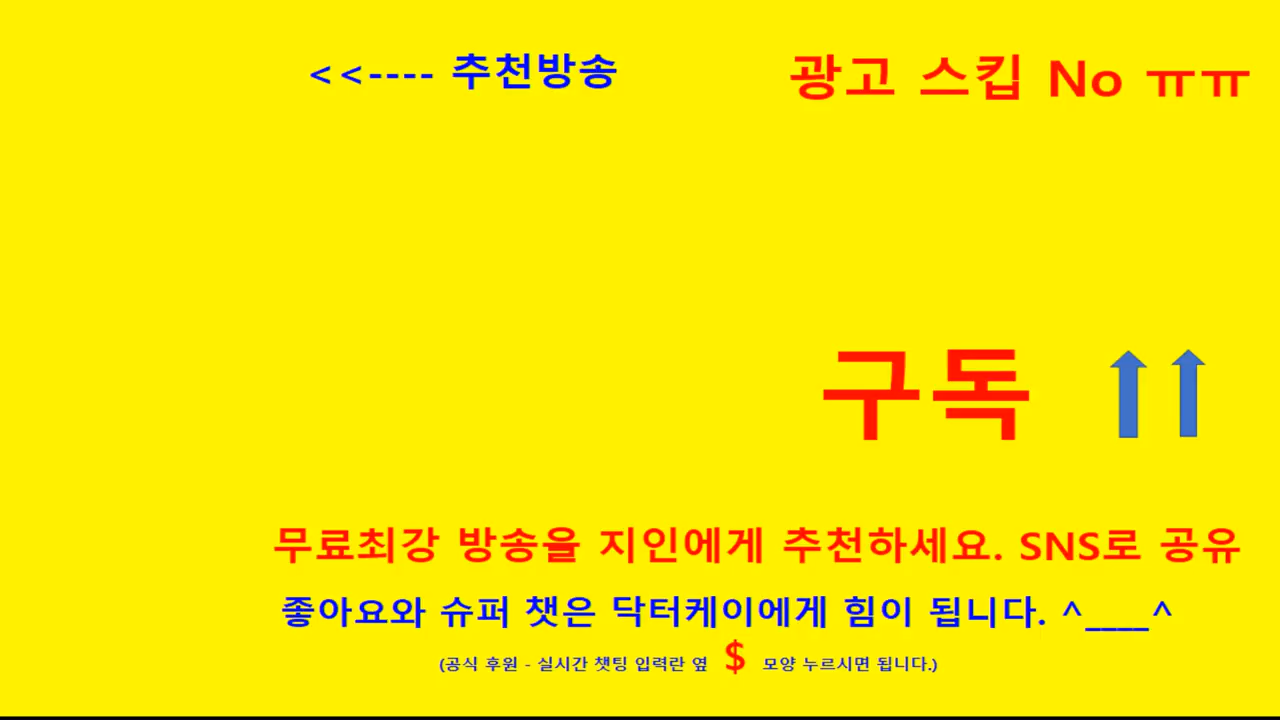 <<---- 추천방송
광고 스킵 No ㅠㅠ
구독
무료최강 방송을 지인에게 추천하세요. SNS로 공유
좋아요와 슈퍼 챗은 닥터케이에게 힘이 됩니다. ^____^
(공식 후원 - 실시간 챗팅 입력란 옆 $ 모양 누르시면 됩니다.)